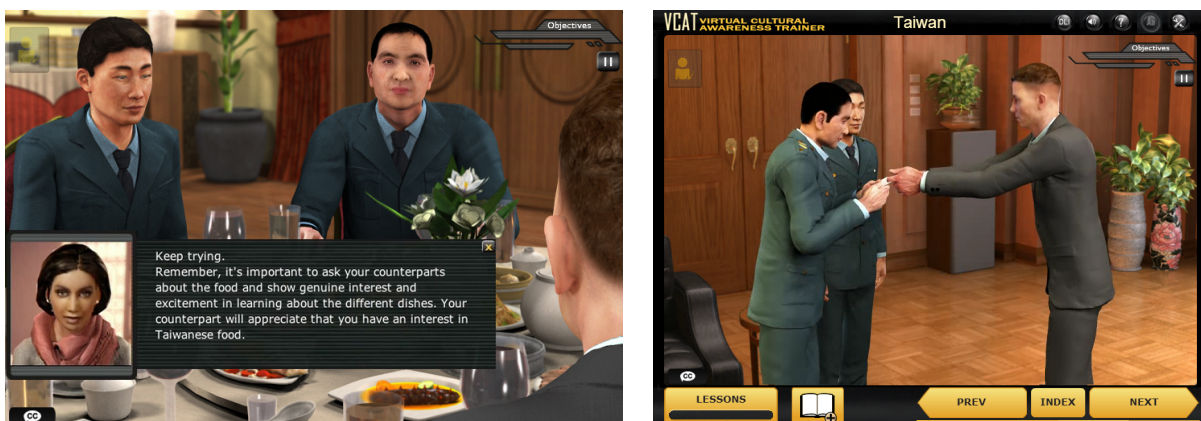 Objectives
Keep trying.
Remember, it's important to ask your counterparts
about the food and show genuine interest and
excitement in learning about the different dishes. Your
counterpart will appreciate that you have an interest in
Taiwanese food.
CC
VCAT VIRTUAL CULTURAL
AWARENESS TRAINER
Taiwan
DLI
?
Objectives
CC
LESSONS
PREV
INDEX
NEXT